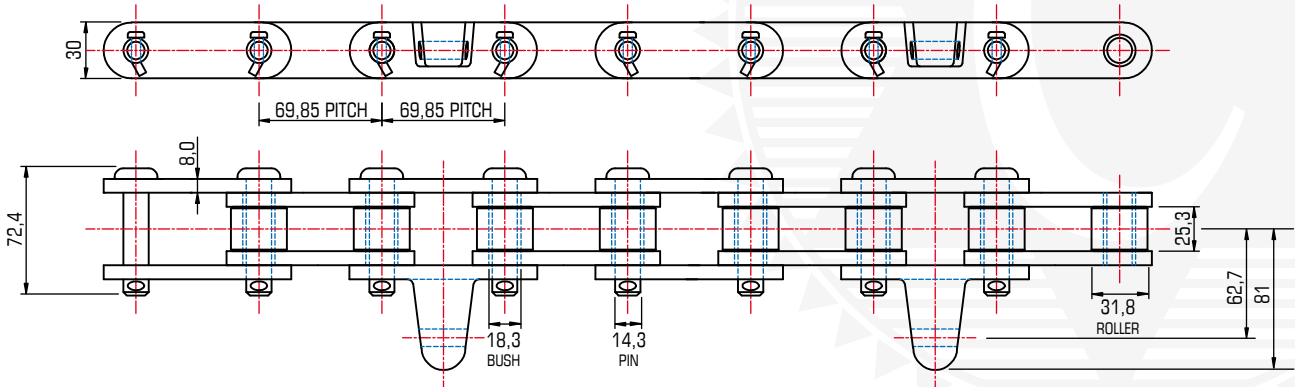 30
69,85 PITCH
69,85 PITCH
8,0
72,4
25,3
62,7
81
31,8
ROLLER
18,3
BUSH
14,3
PIN